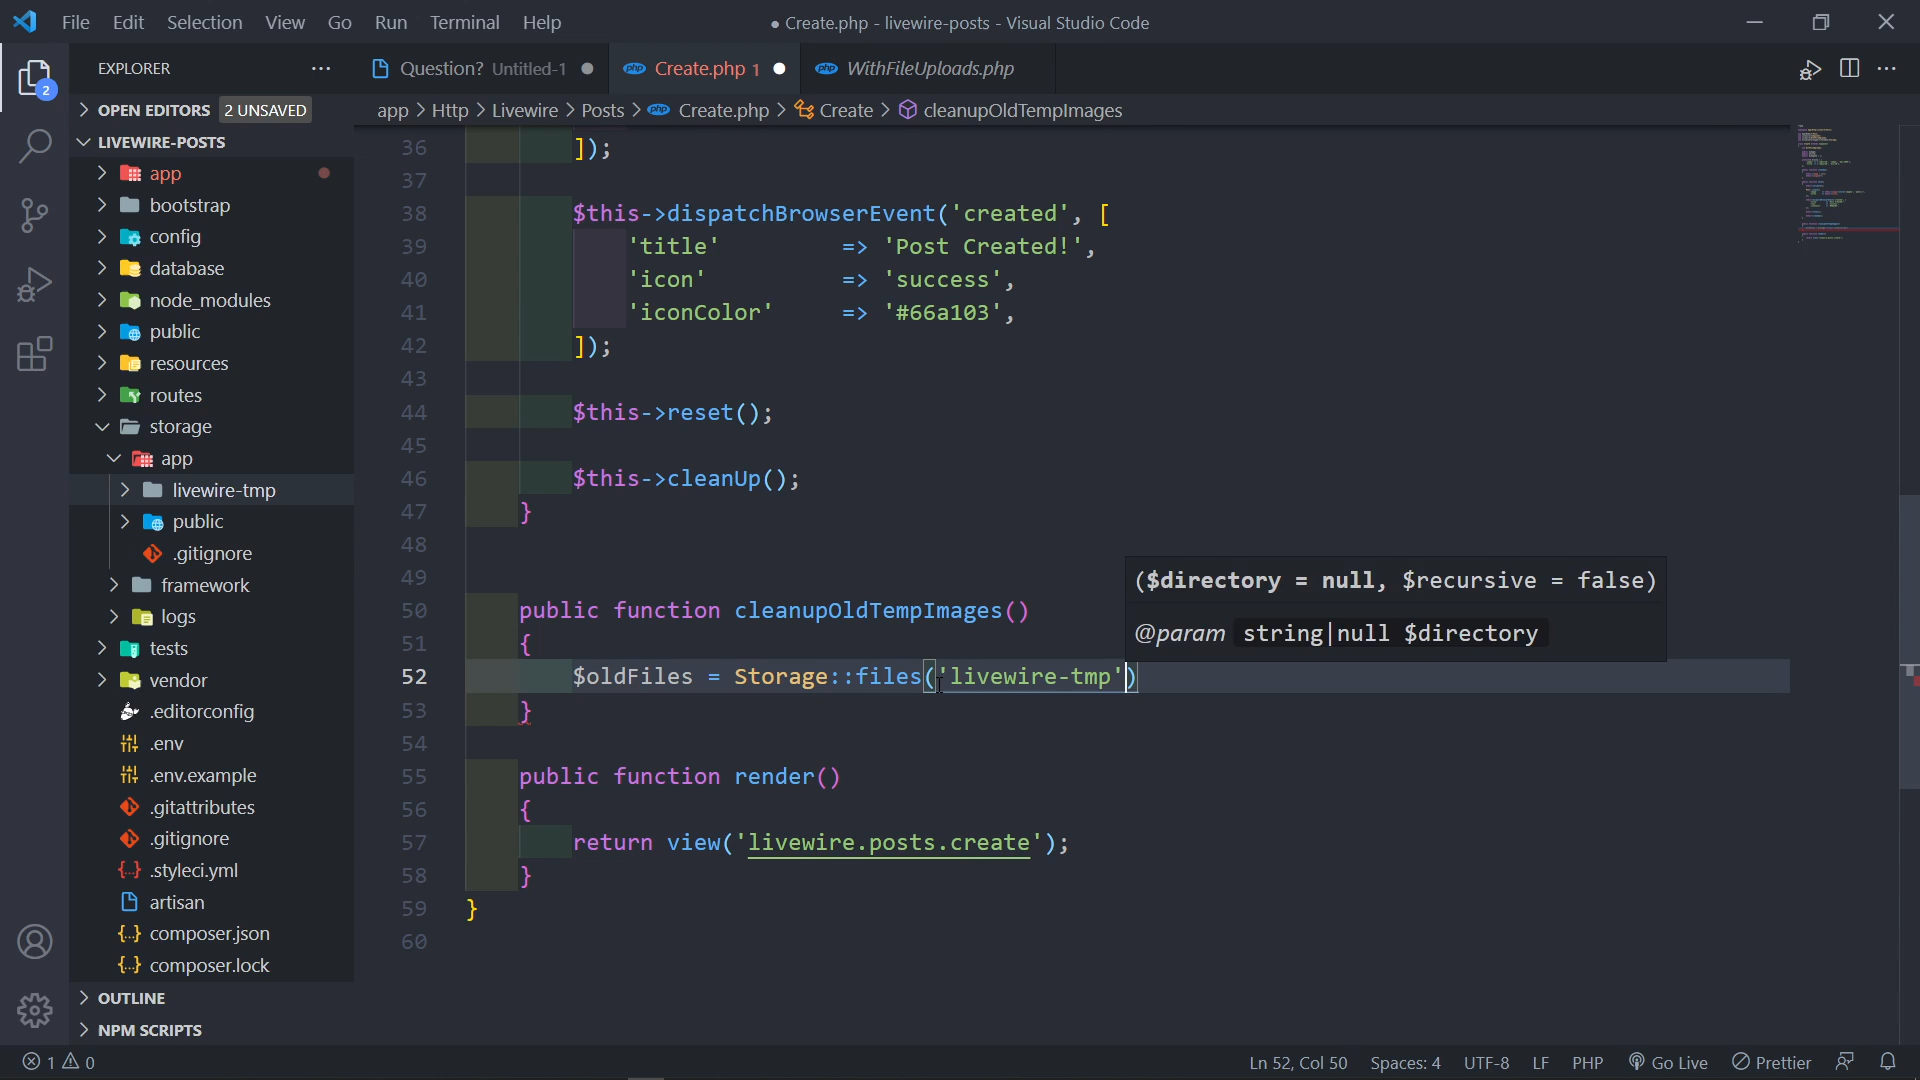 File Edit Selection View Go Run Terminal Help
● Create.php - livewire-posts - Visual Studio Code
EXPLORER
Question? Untitled-1
Create.php 1
WithFileUploads.php
OPEN EDITORS 2 UNSAVED
app > Http > Livewire > Posts > Create.php > Create > cleanupOldTempImages
LIVEWIRE-POSTS
app
bootstrap
config
database
node_modules
public
resources
routes
storage
app
livewire-tmp
public
.gitignore
framework
logs
tests
vendor
.editorconfig
.env
.env.example
.gitattributes
.gitignore
.styleci.yml
artisan
composer.json
composer.lock
OUTLINE
NPM SCRIPTS
36 ]);
37
38 $this->dispatchBrowserEvent('created', [
39 'title' => 'Post Created!',
40 'icon' => 'success',
41 'iconColor' => '#66a103',
42 ]);
43
44 $this->reset();
45
46 $this->cleanUp();
47 }
48
49
50 public function cleanupOldTempImages()
51 {
52 $oldFiles = Storage::files('livewire-tmp')
53 }
54
55 public function render()
56 {
57 return view('livewire.posts.create');
58 }
59 }
60
($directory = null, $recursive = false)
@param string|null $directory
2
1 0
Ln 52, Col 50 Spaces: 4 UTF-8 LF PHP Go Live Prettier